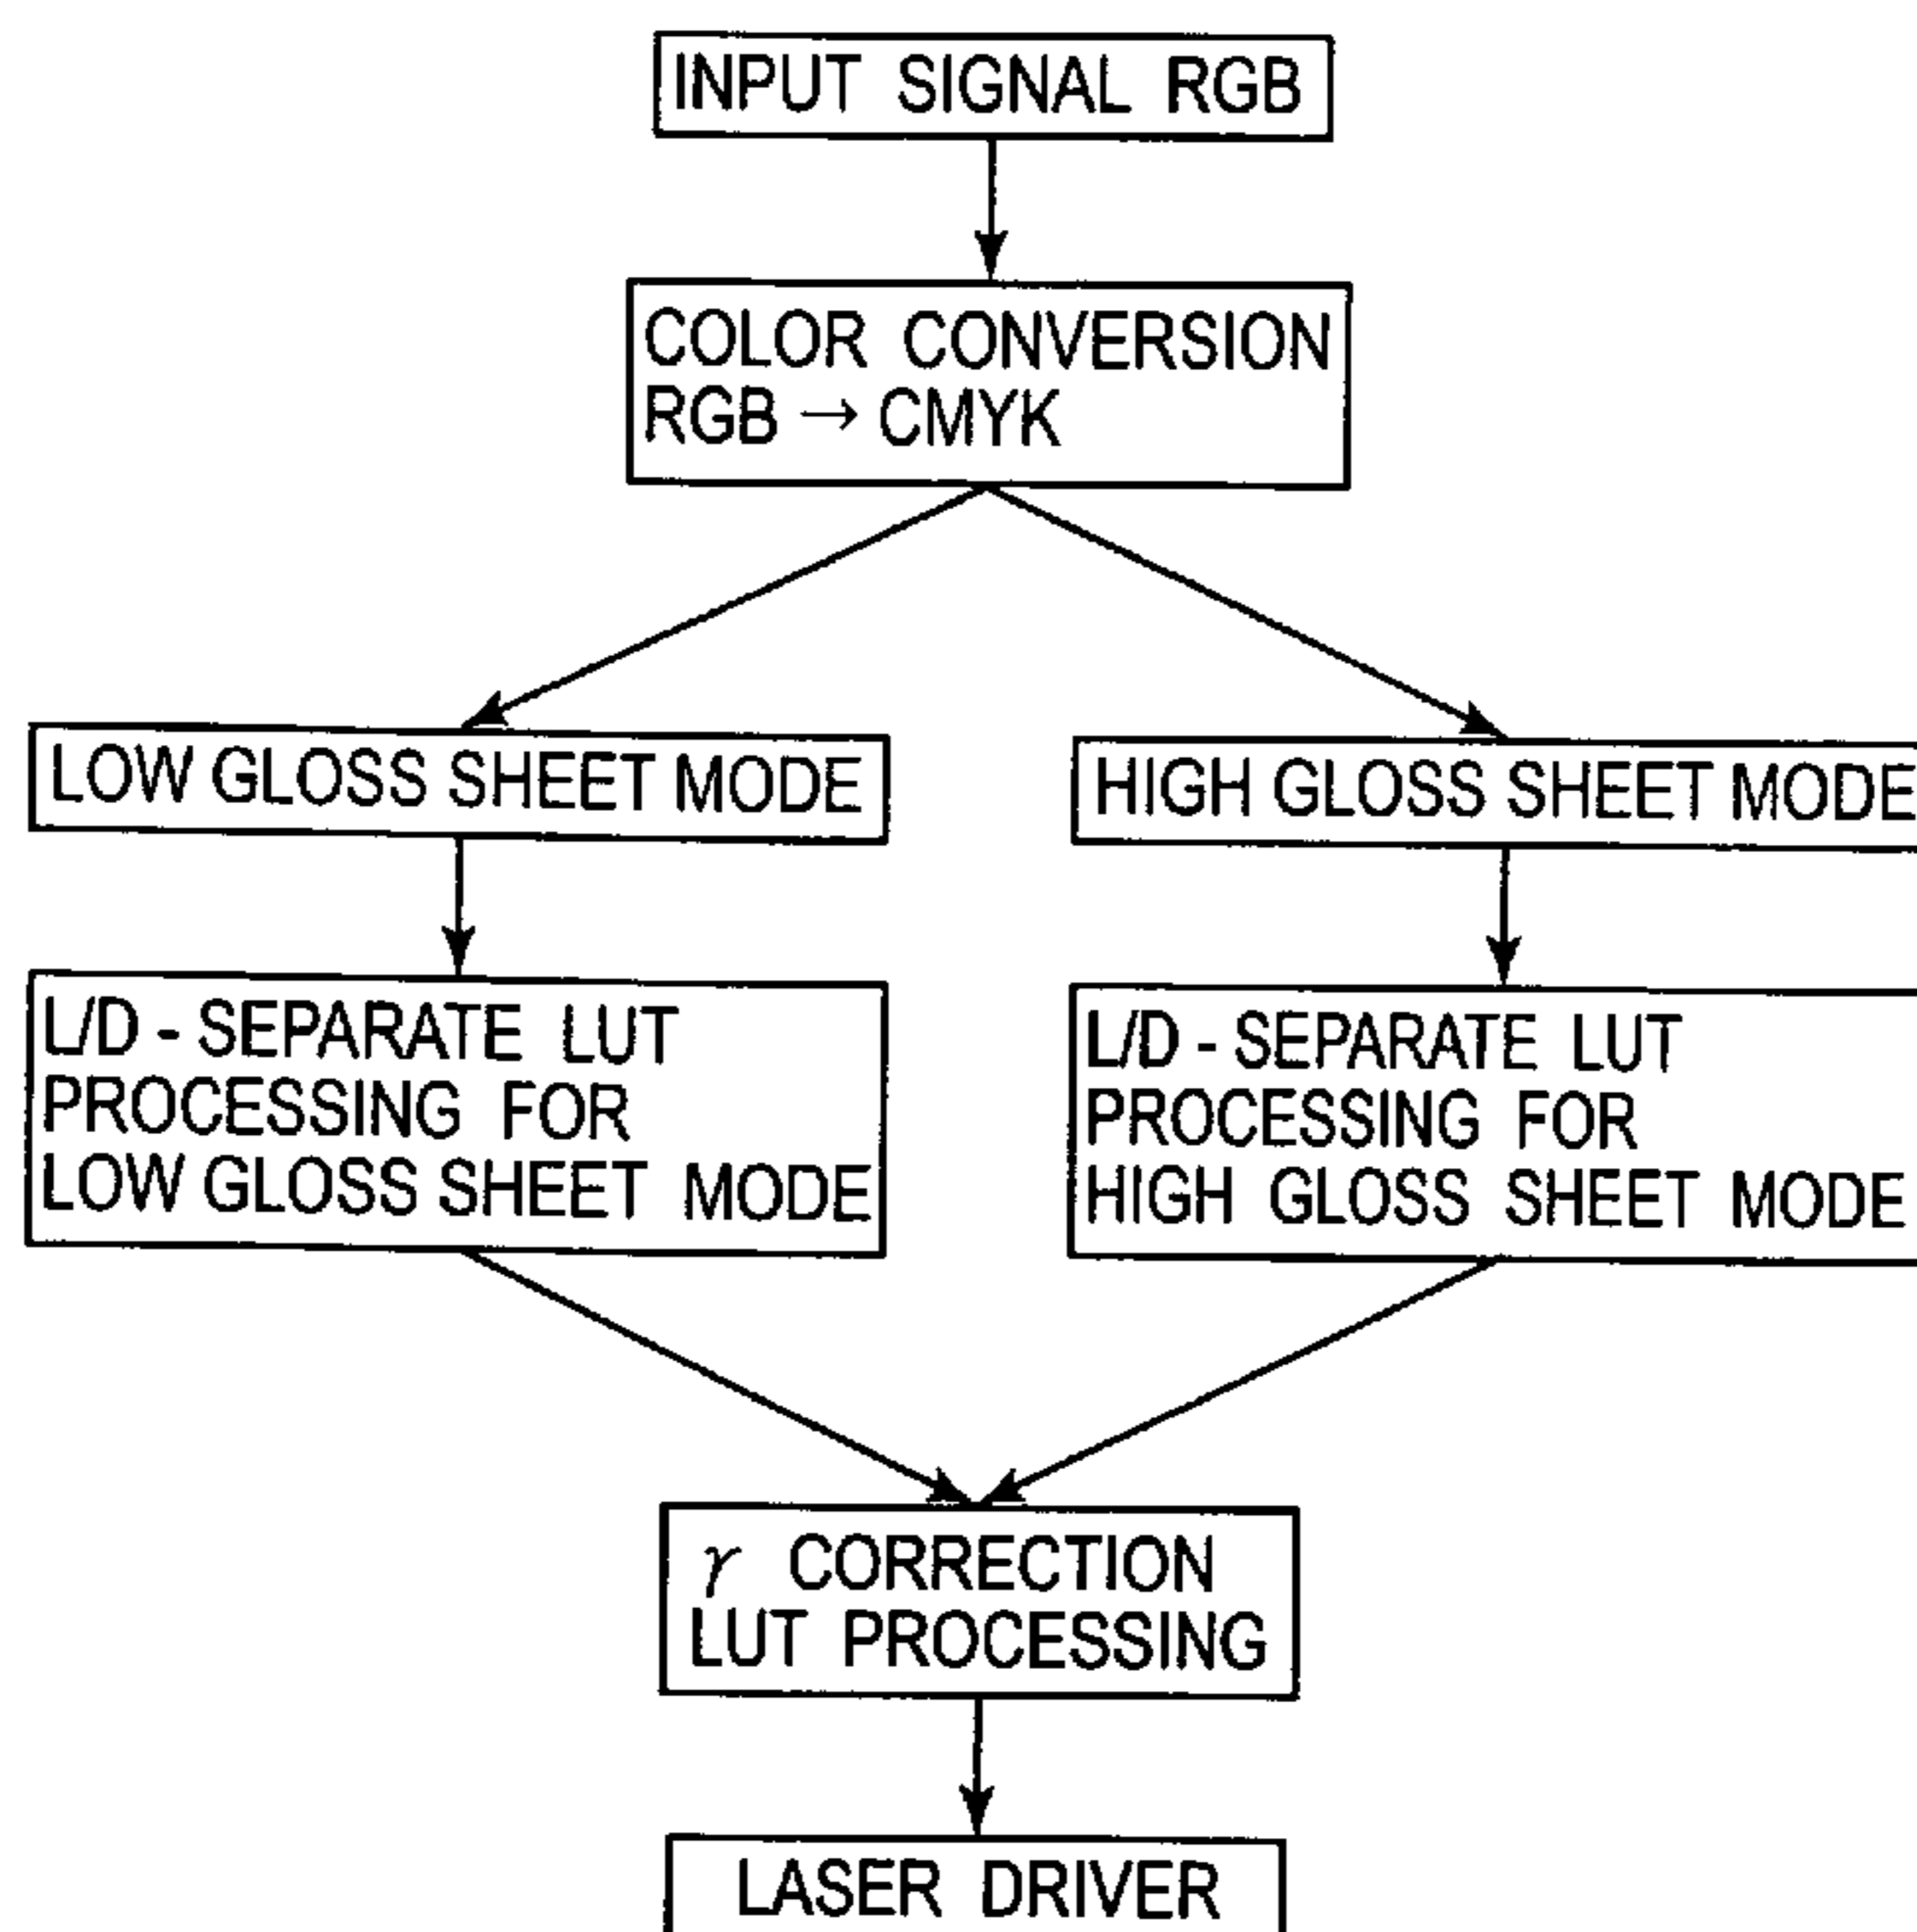 INPUT SIGNAL RGB
COLOR CONVERSION
RGB → CMYK
LOW GLOSS SHEET MODE
HIGH GLOSS SHEET MODE
L/D - SEPARATE LUT
PROCESSING FOR
LOW GLOSS SHEET MODE
L/D - SEPARATE LUT
PROCESSING FOR
HIGH GLOSS SHEET MODE
γ CORRECTION
LUT PROCESSING
LASER DRIVER